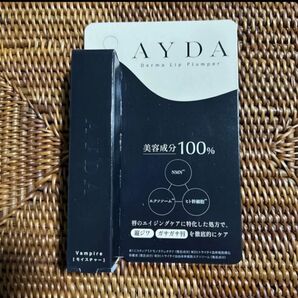 AYDA
Derma Lip Plumper
美容成分100%
NMN
エクソソーム
ヒト幹細胞
唇のエイジングケアに特化した処方で、
縦ジワ ガサガサ唇を徹底的にケア
AYDA
Vampire
[モイスチャー]